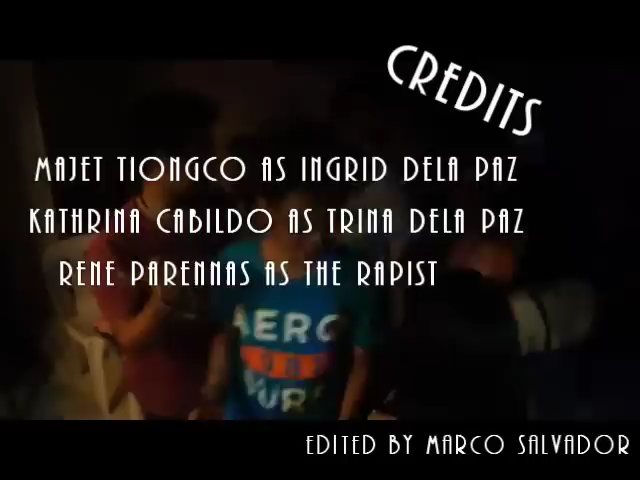 CREDITS
MAJET TIONGCO AS INGRID DELA PAZ
KATHRINA CABILDO AS TRINA DELA PAZ
RENE PARENNAS AS THE RAPIST
AERO
EDITED BY MARCO SALVADOR